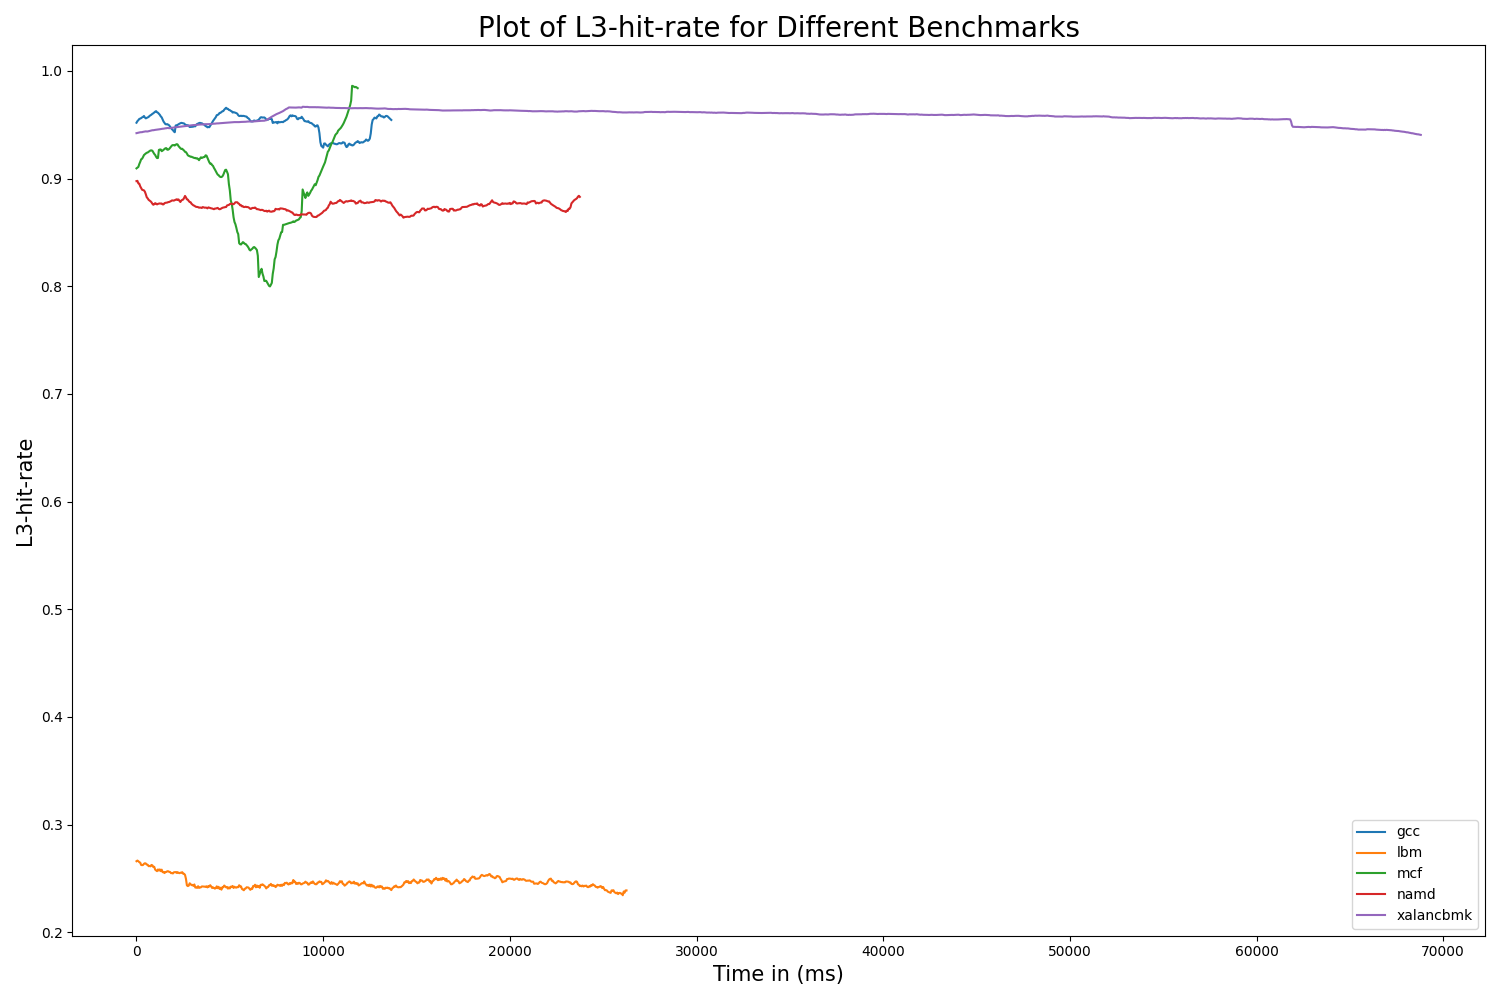 Plot of L3-hit-rate for Different Benchmarks
L3-hit-rate
1.0
0.9
0.8
0.7
0.6
0.5
0.4
0.3
0.2
gcc
lbm
mcf
namd
xalancbmk
0 10000 20000 30000 40000 50000 60000 70000
Time in (ms)